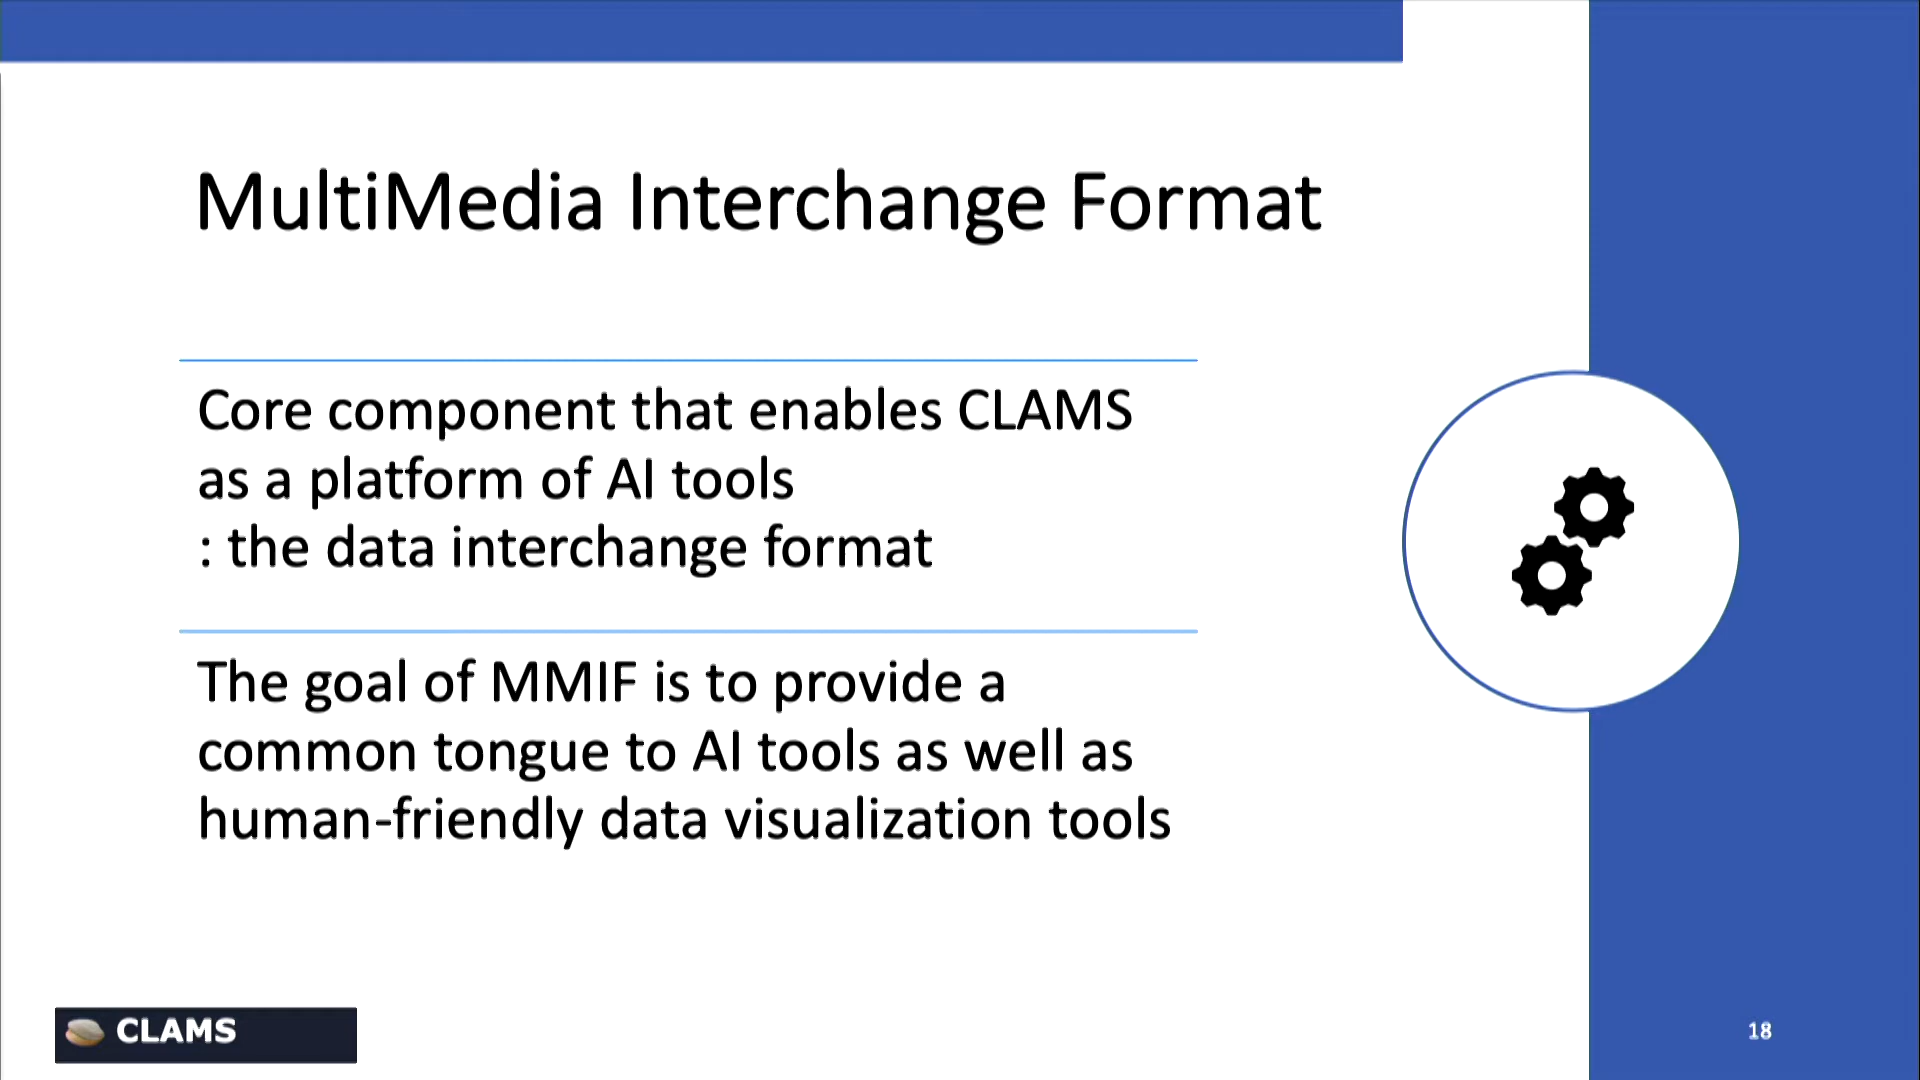 MultiMedia Interchange Format
Core component that enables CLAMS
as a platform of AI tools
: the data interchange format
The goal of MMIF is to provide a
common tongue to AI tools as well as
human-friendly data visualization tools
CLAMS
18